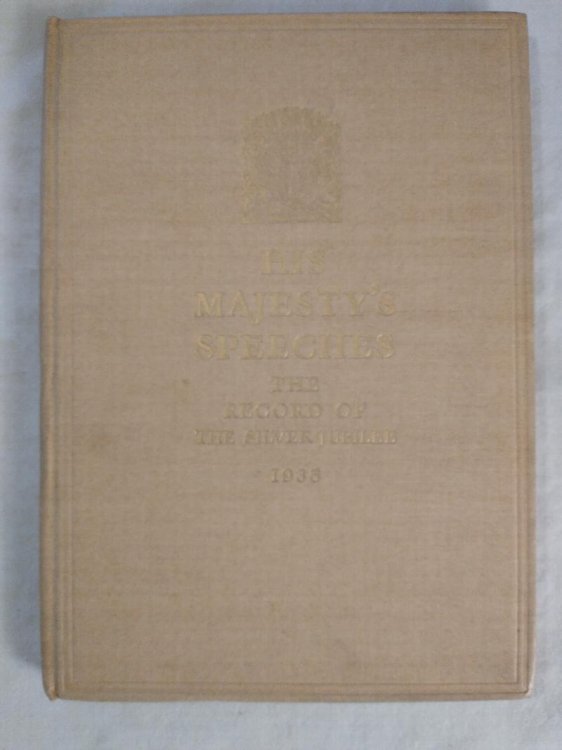 HIS
MAJESTY'S
SPEECHES
THE
RECORD OF
THE SILVER JUBILEE
1935